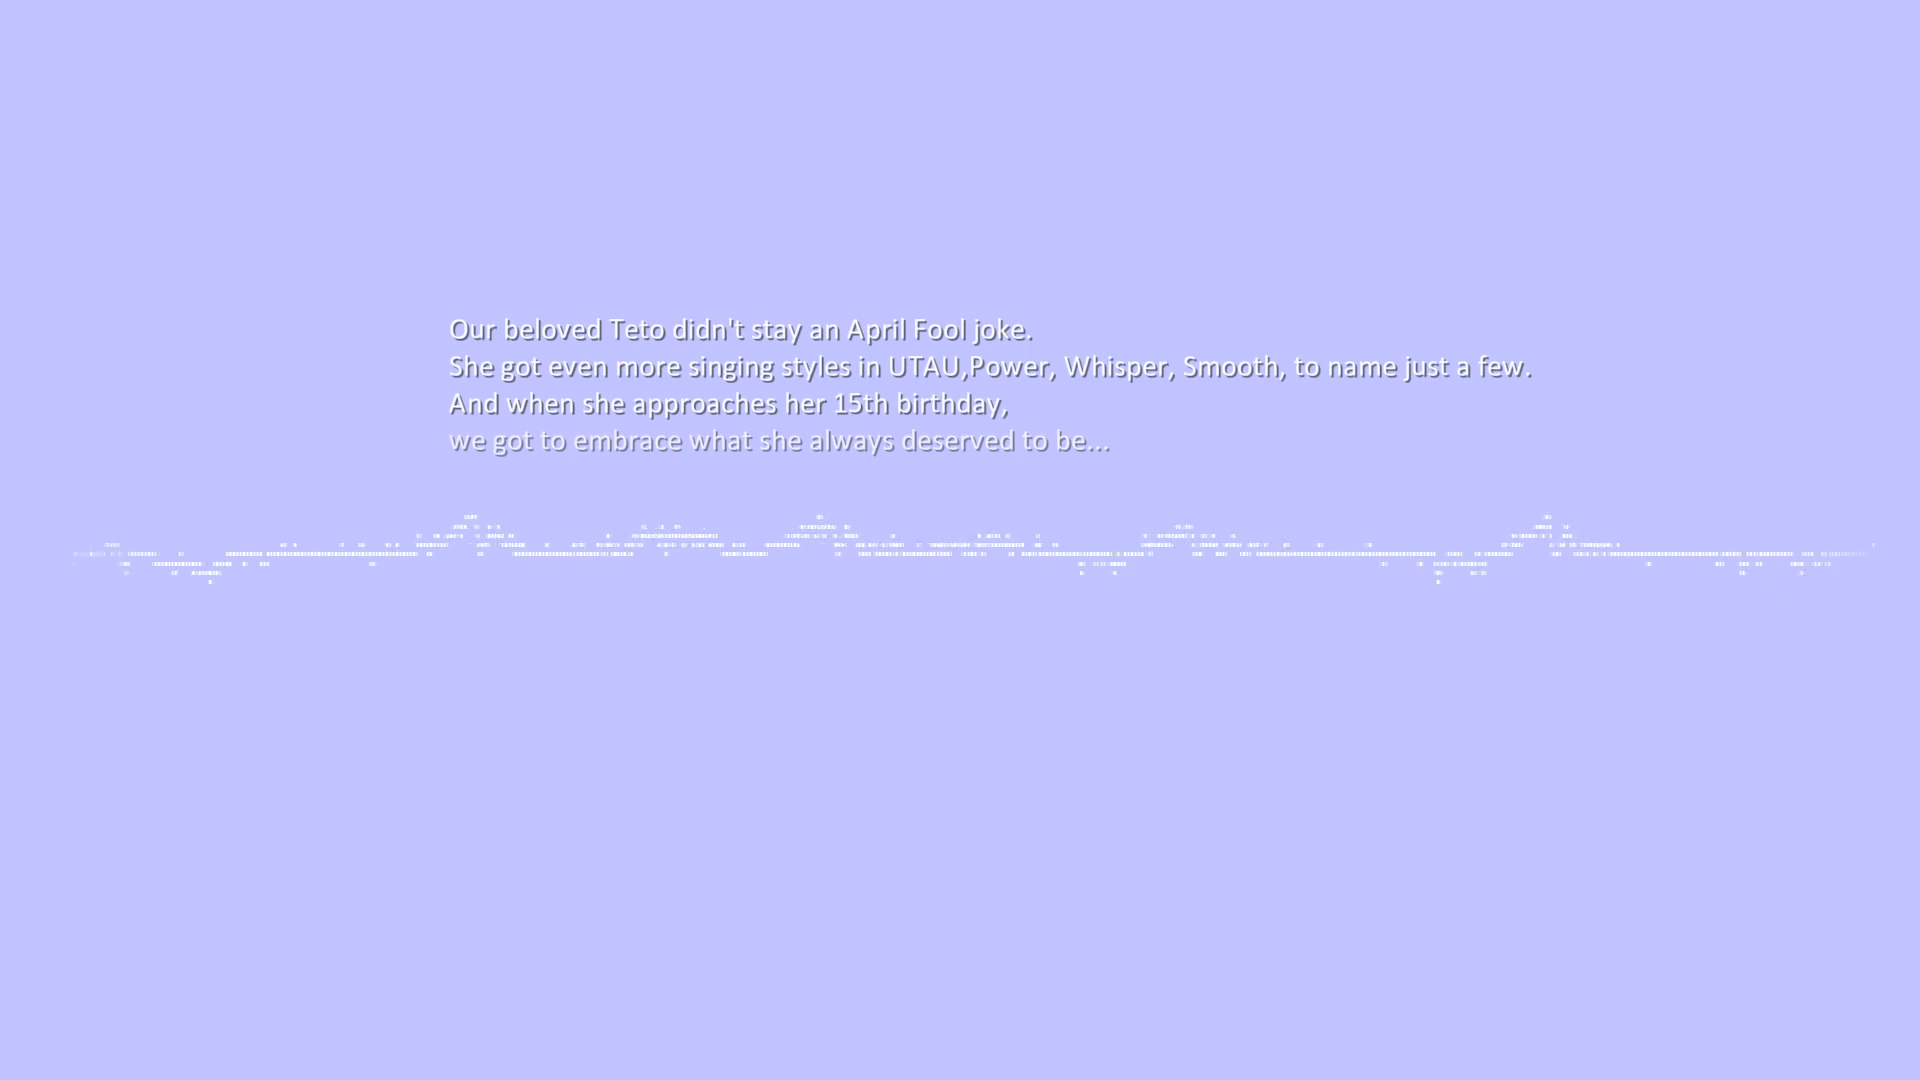 Our beloved Teto didn't stay an April Fool joke.
She got even more singing styles in UTAU,Power, Whisper, Smooth, to name just a few.
And when she approaches her 15th birthday,
we got to embrace what she always deserved to be...